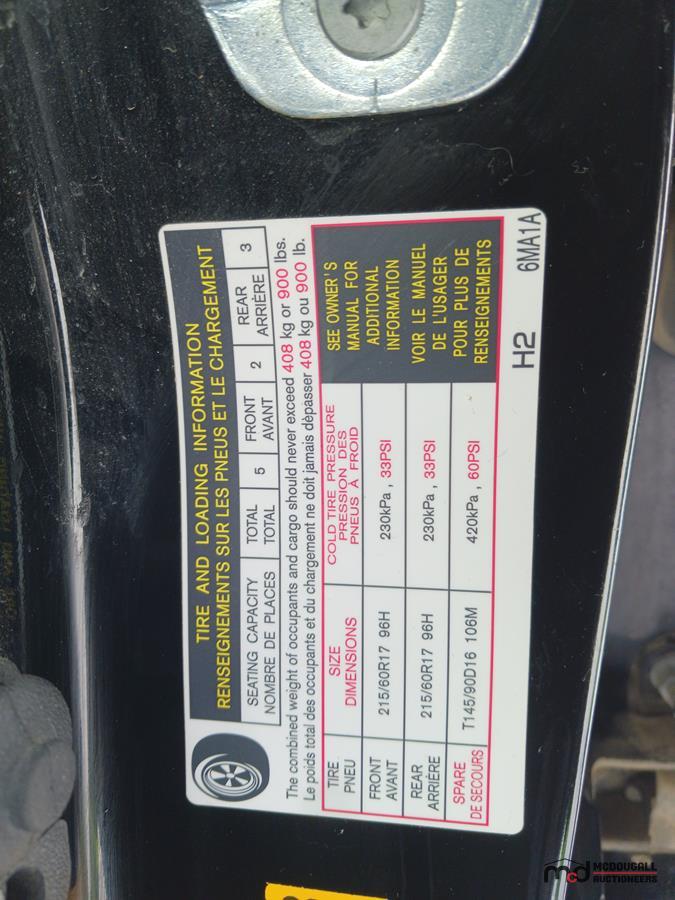 TIRE AND LOADING INFORMATION
RENSEIGNEMENTS SUR LES PNEUS ET LE CHARGEMENT
SEATING CAPACITY TOTAL 5 FRONT 2 REAR 3
NOMBRE DE PLACES TOTAL AVANT ARRIÈRE
The combined weight of occupants and cargo should never exceed 408 kg or 900 lbs.
Le poids total des occupants et du chargement ne doit jamais dépasser 408 kg ou 900 lb.
TIRE SIZE COLD TIRE PRESSURE
PNEU DIMENSIONS PRESSION DES
PNEUS À FROID
FRONT 215/60R17 96H 230kPa, 33PSI
AVANT
REAR 215/60R17 96H 230kPa, 33PSI
ARRIÈRE
SPARE T145/90D16 106M 420kPa, 60PSI
DE SECOURS
SEE OWNER'S
MANUAL FOR
ADDITIONAL
INFORMATION
VOIR LE MANUEL
DE L'USAGER
POUR PLUS DE
RENSEIGNEMENTS
H2 6MA1A
mcd MCDOUGALL
AUCTIONEERS